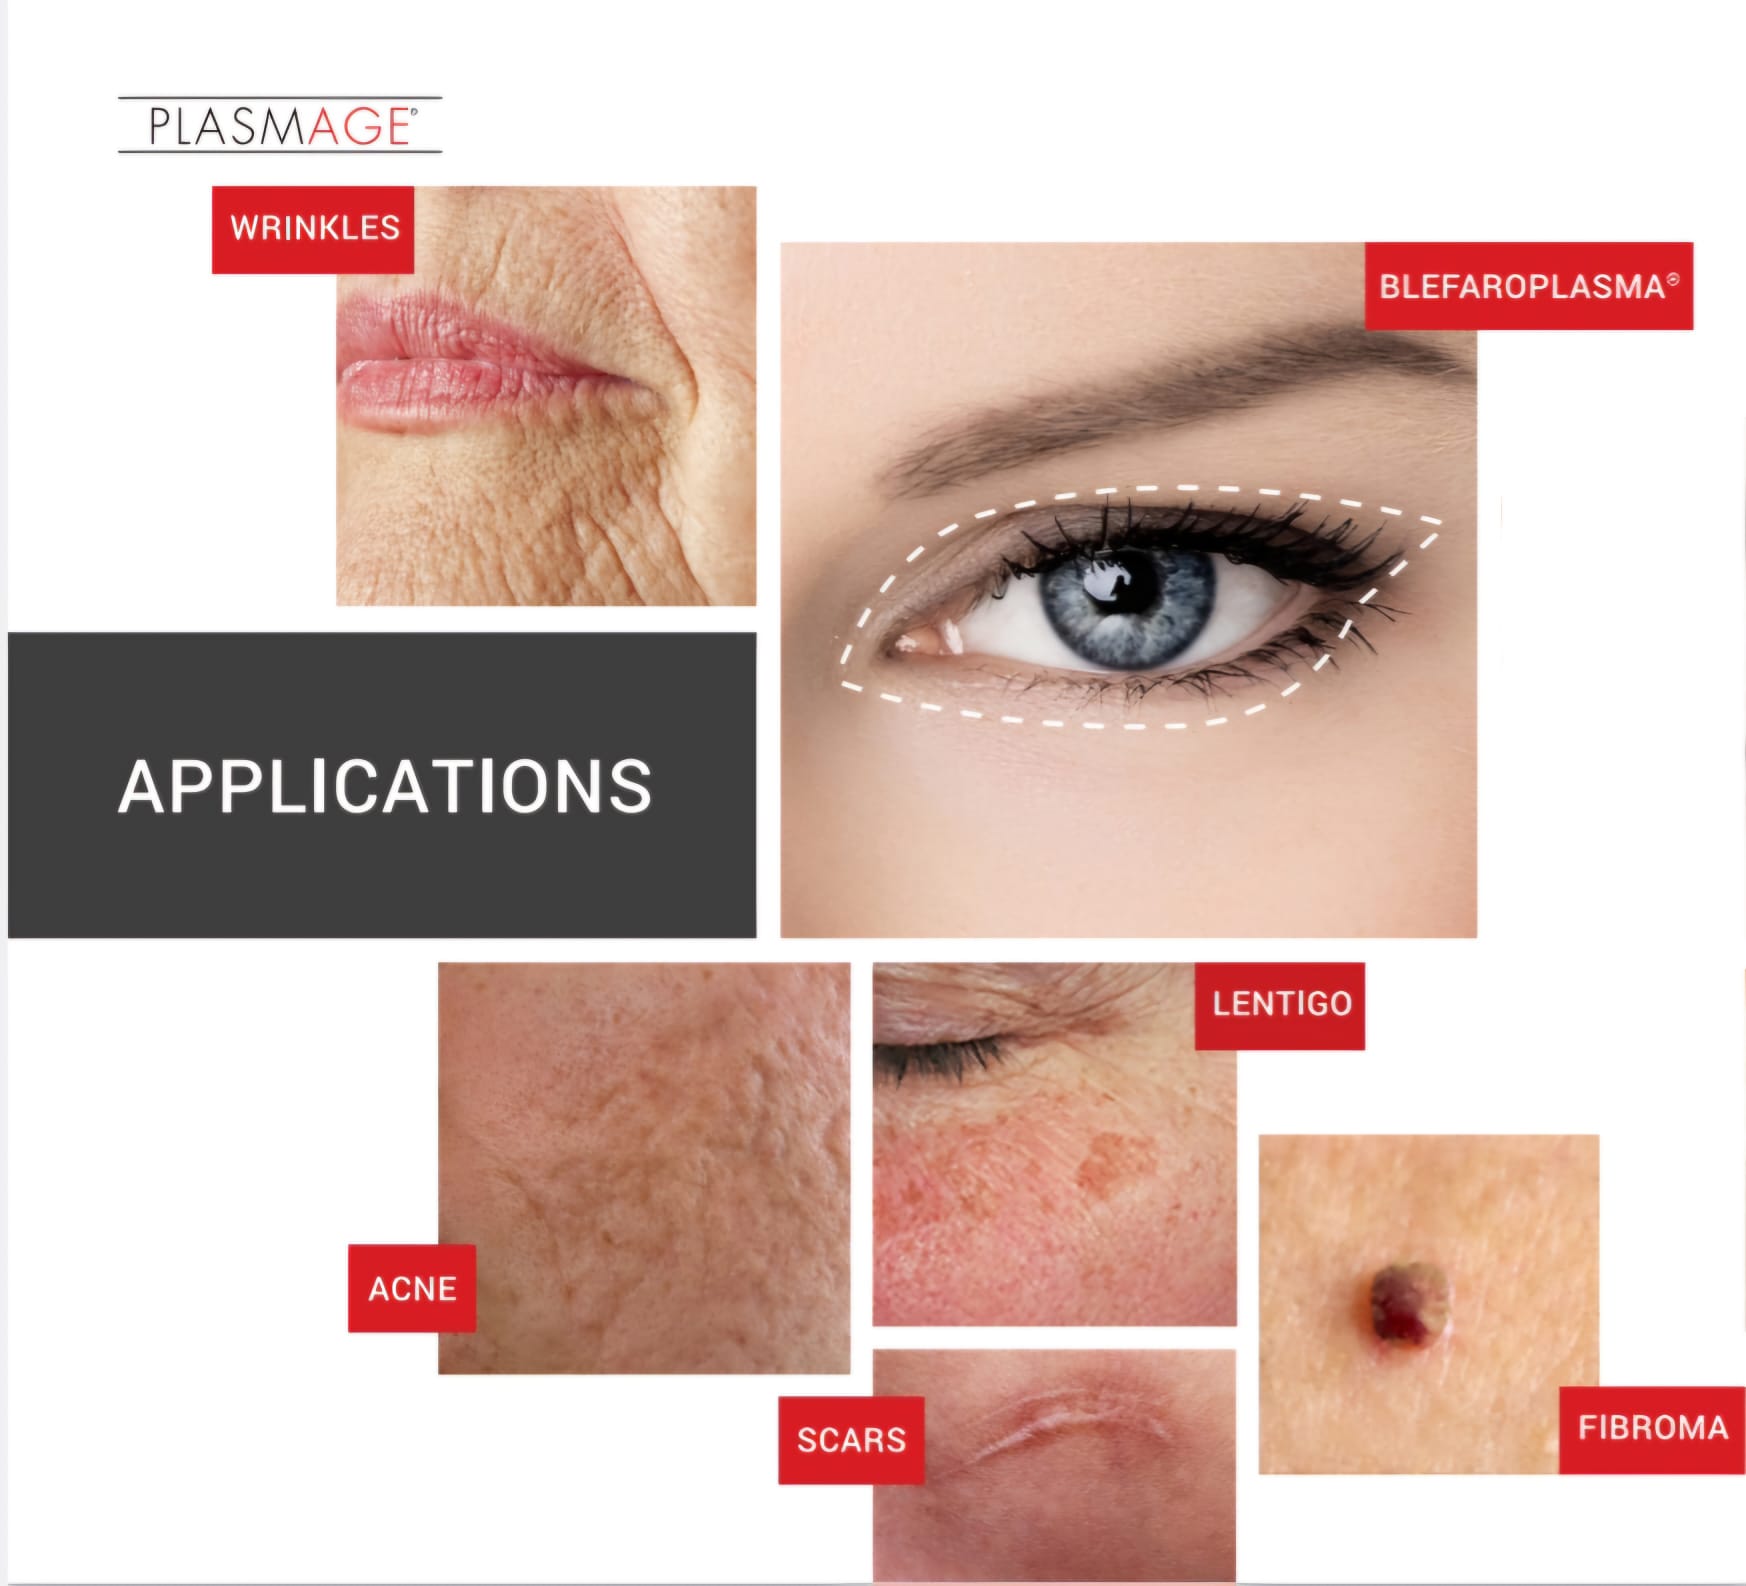 PLASMAGE®
WRINKLES
BLEFAROPLASMA®
APPLICATIONS
LENTIGO
ACNE
SCARS
FIBROMA